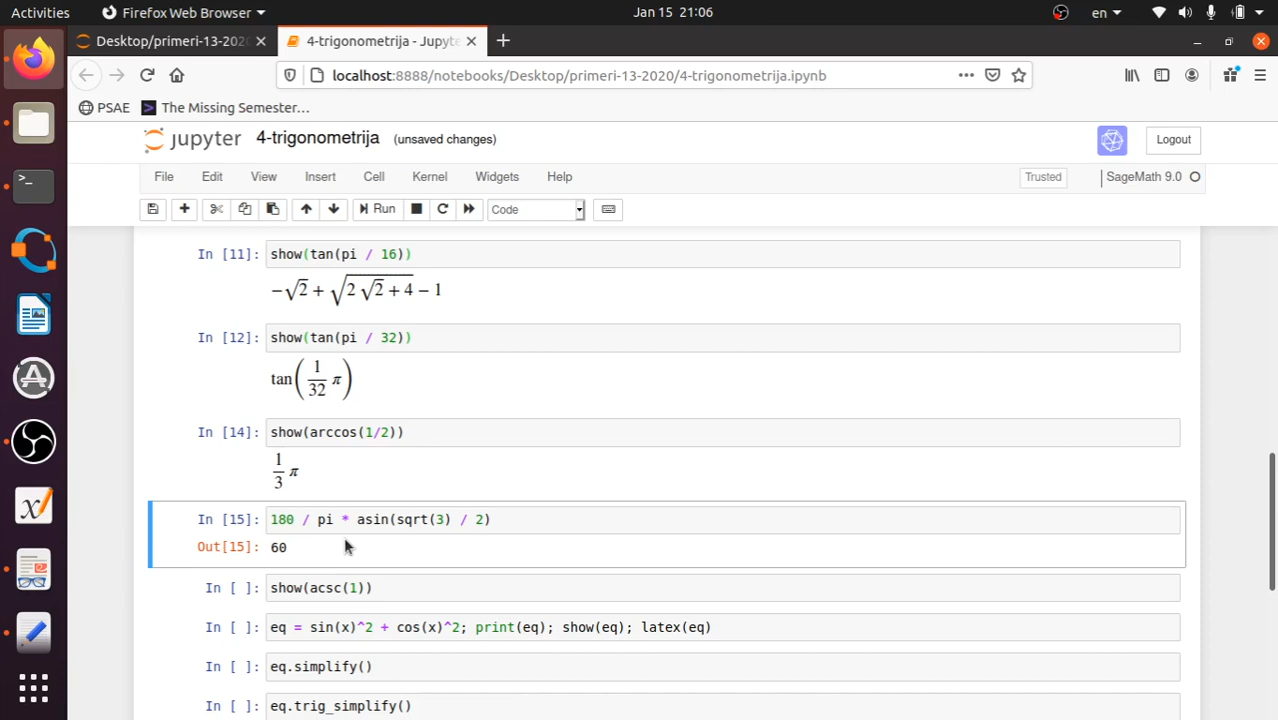 Activities Firefox Web Browser Jan 15 21:06 en
Desktop/primeri-13-202 4-trigonometrija - Jupyte
localhost:8888/notebooks/Desktop/primeri-13-2020/4-trigonometrija.ipynb
PSAE The Missing Semester…
jupyter 4-trigonometrija (unsaved changes) Logout
File Edit View Insert Cell Kernel Widgets Help Trusted SageMath 9.0
Run Code
In [11]: show(tan(pi / 16))
−√2 + √(2 √2 + 4) − 1
In [12]: show(tan(pi / 32))
tan(1/32 π)
In [14]: show(arccos(1/2))
1/3 π
In [15]: 180 / pi * asin(sqrt(3) / 2)
Out[15]: 60
In [ ]: show(acsc(1))
In [ ]: eq = sin(x)^2 + cos(x)^2; print(eq); show(eq); latex(eq)
In [ ]: eq.simplify()
In [ ]: eq.trig_simplify()